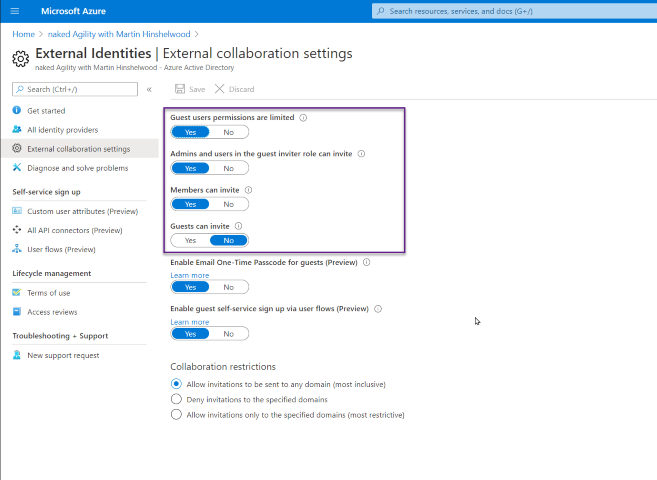 Microsoft Azure
Search resources, services, and docs (G+/)
Home > naked Agility with Martin Hinshelwood >
External Identities | External collaboration settings
naked Agility with Martin Hinshelwood - Azure Active Directory
Search (Ctrl+/)
«
Save
Discard
Get started
All identity providers
External collaboration settings
Diagnose and solve problems
Self-service sign up
Custom user attributes (Preview)
All API connectors (Preview)
User flows (Preview)
Lifecycle management
Terms of use
Access reviews
Troubleshooting + Support
New support request
Guest users permissions are limited
Yes No
Admins and users in the guest inviter role can invite
Yes No
Members can invite
Yes No
Guests can invite
Yes No
Enable Email One-Time Passcode for guests (Preview)
Learn more
Yes No
Enable guest self-service sign up via user flows (Preview)
Learn more
Yes No
Collaboration restrictions
Allow invitations to be sent to any domain (most inclusive)
Deny invitations to the specified domains
Allow invitations only to the specified domains (most restrictive)